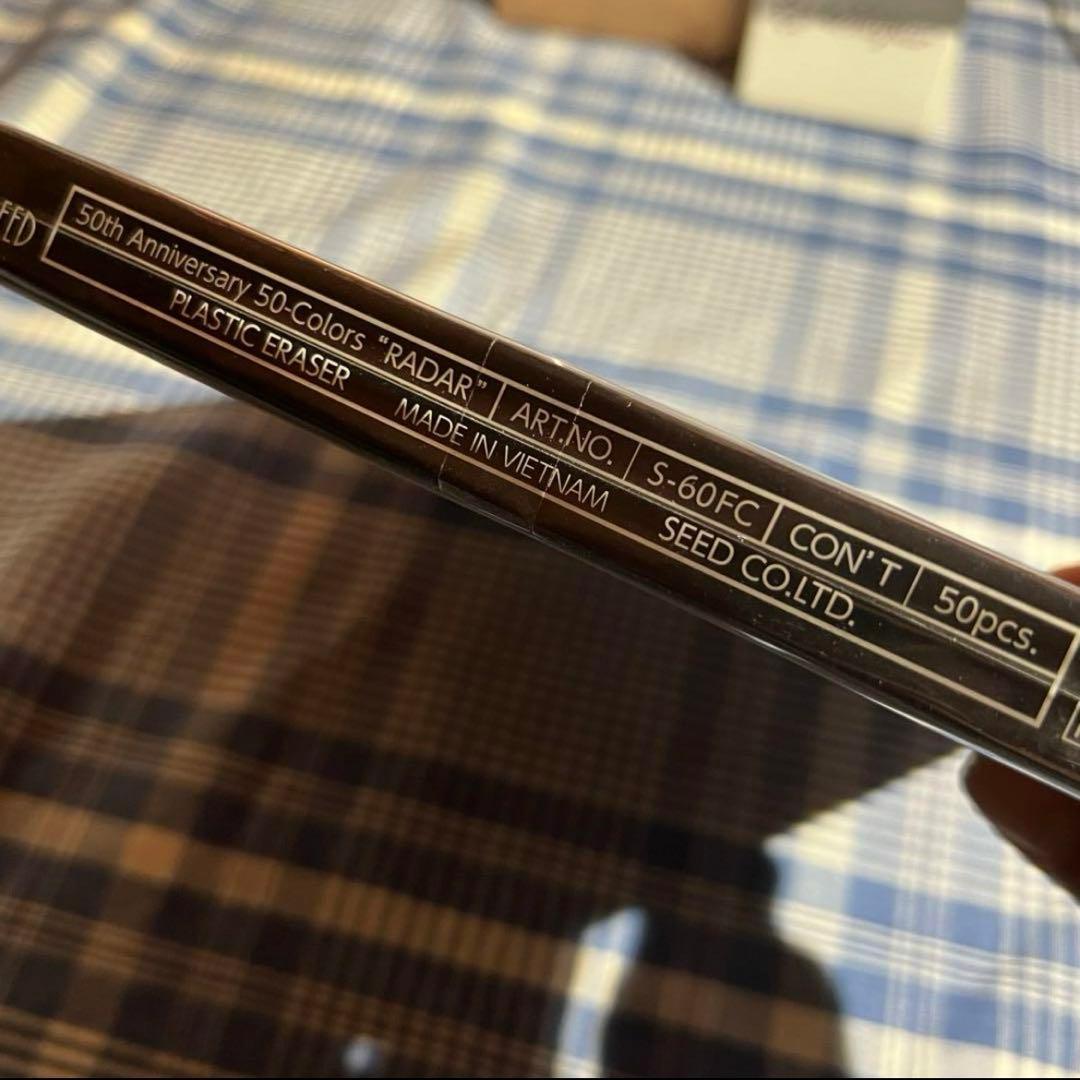 50th Anniversary 50-Colors "RADAR" ART.NO. S-60FC CON'T 50pcs.
PLASTIC ERASER MADE IN VIETNAM SEED CO.LTD.